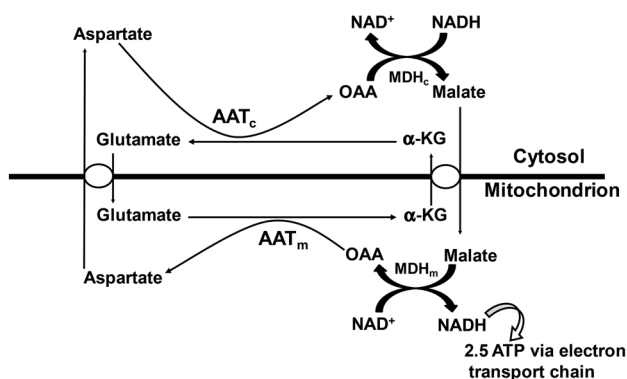 NAD+ NADH
Aspartate
MDHc
OAA Malate
AATc
Glutamate α-KG
Cytosol
Mitochondrion
Glutamate α-KG
AATm
OAA MDHm Malate
Aspartate
NAD+ NADH
2.5 ATP via electron
transport chain